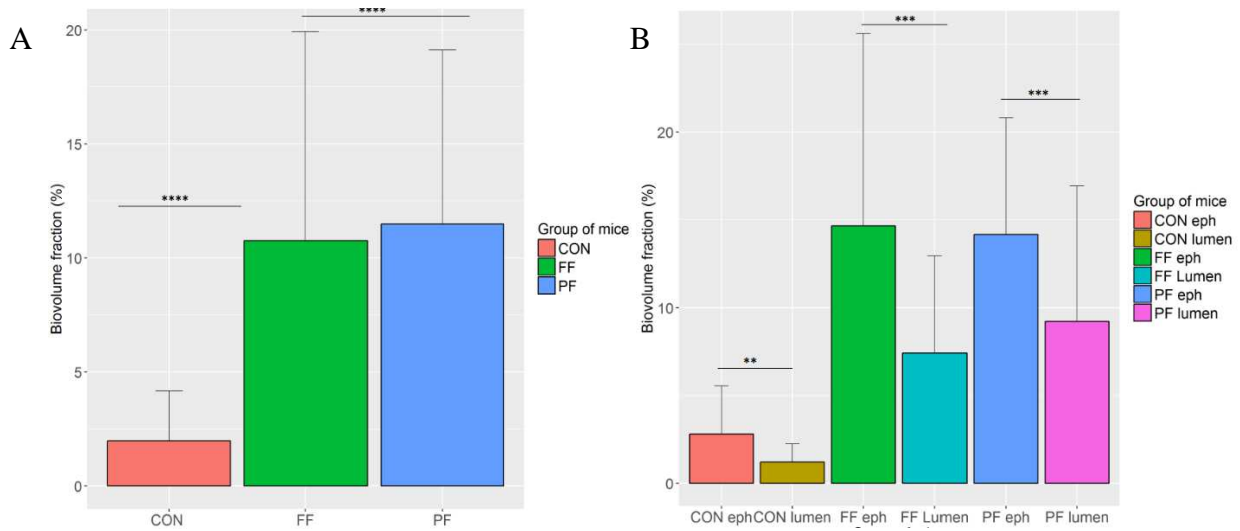 A
Biovolume fraction (%)
20
15
10
5
0
****
****
CON
FF
PF
Group of mice
CON
FF
PF
B
Biovolume fraction (%)
20
10
0
**
***
***
CON eph
CON lumen
FF eph
FF Lumen
PF eph
PF lumen
Group of mice
CON eph
CON lumen
FF eph
FF Lumen
PF eph
PF lumen